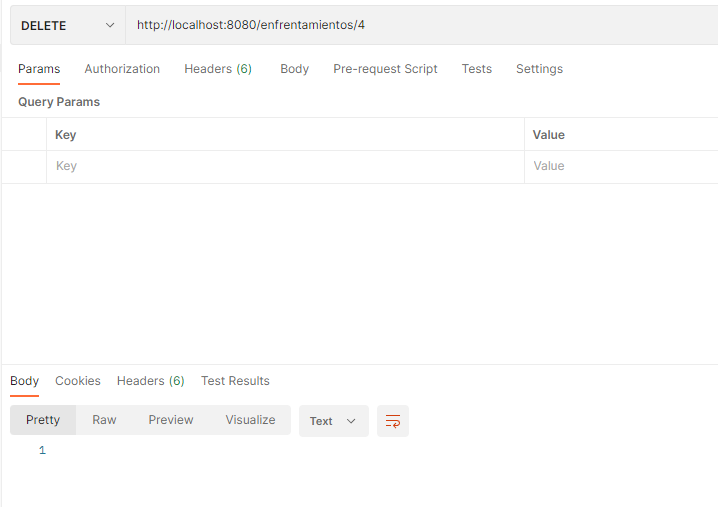 DELETE http://localhost:8080/enfrentamientos/4
Params Authorization Headers (6) Body Pre-request Script Tests Settings
Query Params
Key Value
Key Value
Body Cookies Headers (6) Test Results
Pretty Raw Preview Visualize Text
1